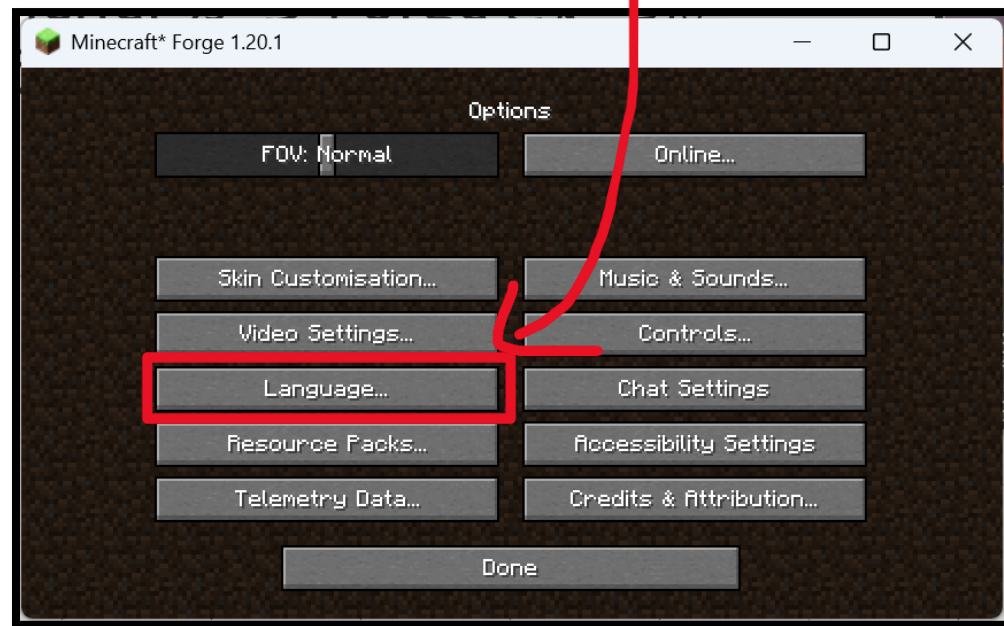 Minecraft* Forge 1.20.1
Options
FOV: Normal
Online...
Skin Customisation...
Music & Sounds...
Video Settings...
Controls...
Language...
Chat Settings
Resource Packs...
Accessibility Settings
Telemetry Data...
Credits & Attribution...
Done